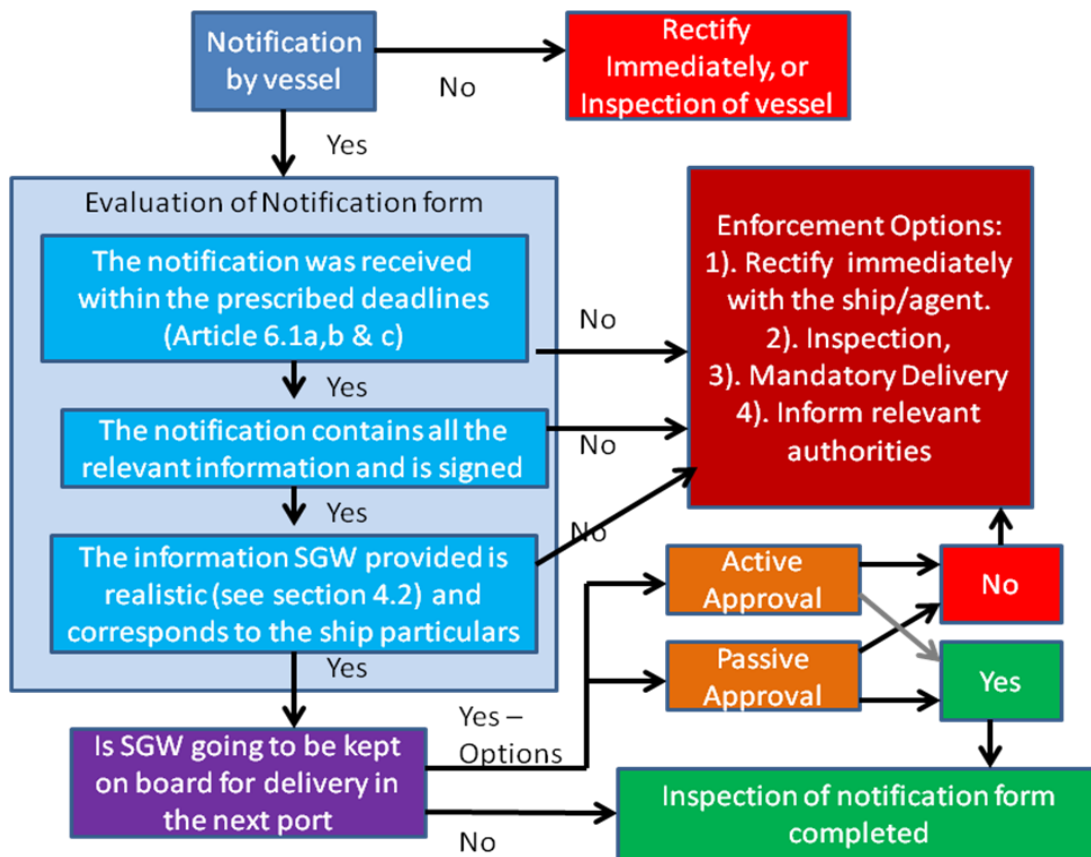 Notification
by vessel
No
Rectify
Immediately, or
Inspection of vessel
Yes
Evaluation of Notification form
The notification was received
within the prescribed deadlines
(Article 6.1a,b & c)
No
Yes
The notification contains all the
relevant information and is signed
No
Yes
The information SGW provided is
realistic (see section 4.2) and
corresponds to the ship particulars
No
Yes
Enforcement Options:
1). Rectify immediately
with the ship/agent.
2). Inspection,
3). Mandatory Delivery
4). Inform relevant
authorities
Is SGW going to be kept
on board for delivery in
the next port
Yes –
Options
No
Active
Approval
Passive
Approval
No
Yes
Inspection of notification form
completed